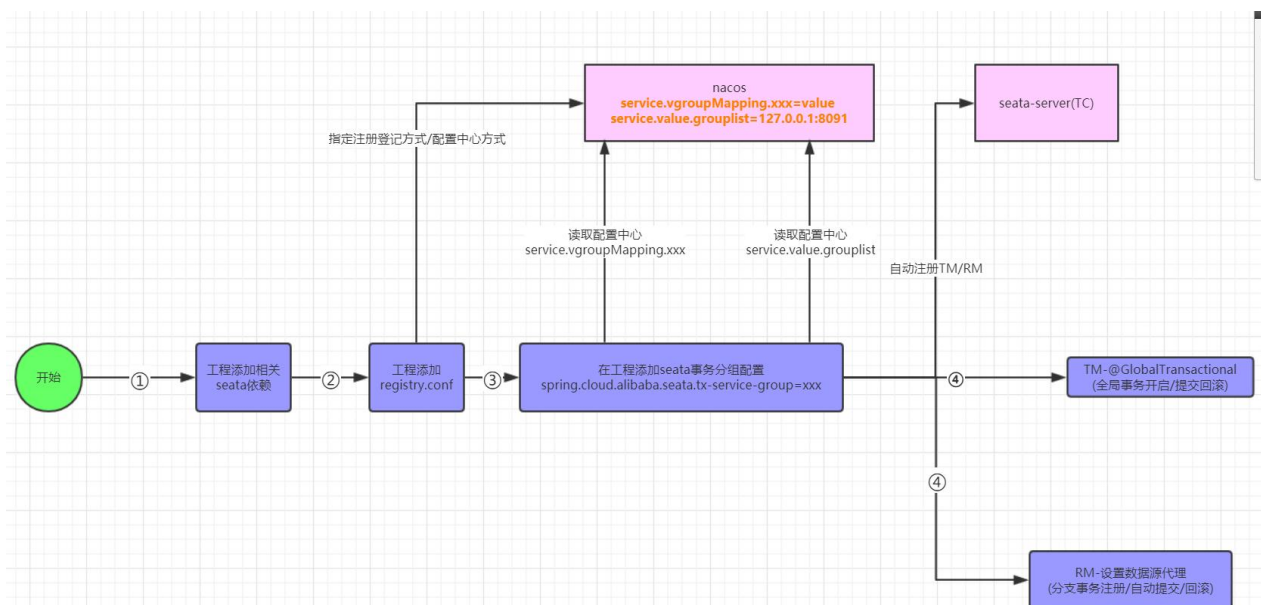 nacos
service.vgroupMapping.xxx=value
service.value.grouplist=127.0.0.1:8091
seata-server(TC)
指定注册登记方式/配置中心方式
读取配置中心
service.vgroupMapping.xxx
读取配置中心
service.value.grouplist
自动注册TM/RM
开始
①
工程添加相关
seata依赖
②
工程添加
registry.conf
③
在工程添加seata事务分组配置
spring.cloud.alibaba.seata.tx-service-group=xxx
④
TM-@GlobalTransactional
(全局事务开启/提交回滚)
④
RM-设置数据源代理
(分支事务注册/自动提交/回滚)